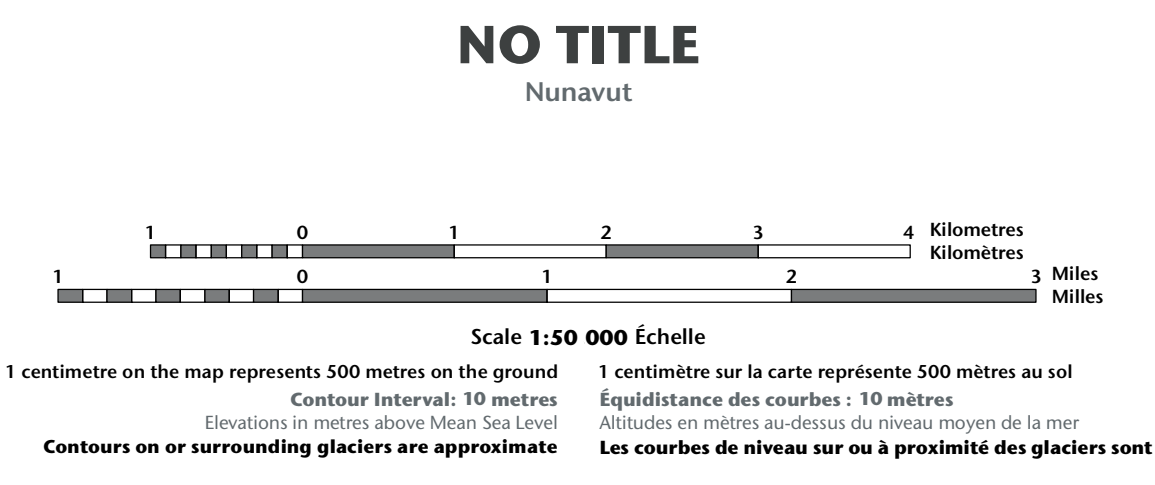 NO TITLE
Nunavut
1 0 1 2 3 4 Kilometres
Kilomètres
1 0 1 2 3 Miles
Milles
Scale 1:50 000 Échelle
1 centimetre on the map represents 500 metres on the ground
Contour Interval: 10 metres
Elevations in metres above Mean Sea Level
Contours on or surrounding glaciers are approximate
1 centimètre sur la carte représente 500 mètres au sol
Équidistance des courbes : 10 mètres
Altitudes en mètres au-dessus du niveau moyen de la mer
Les courbes de niveau sur ou à proximité des glaciers sont